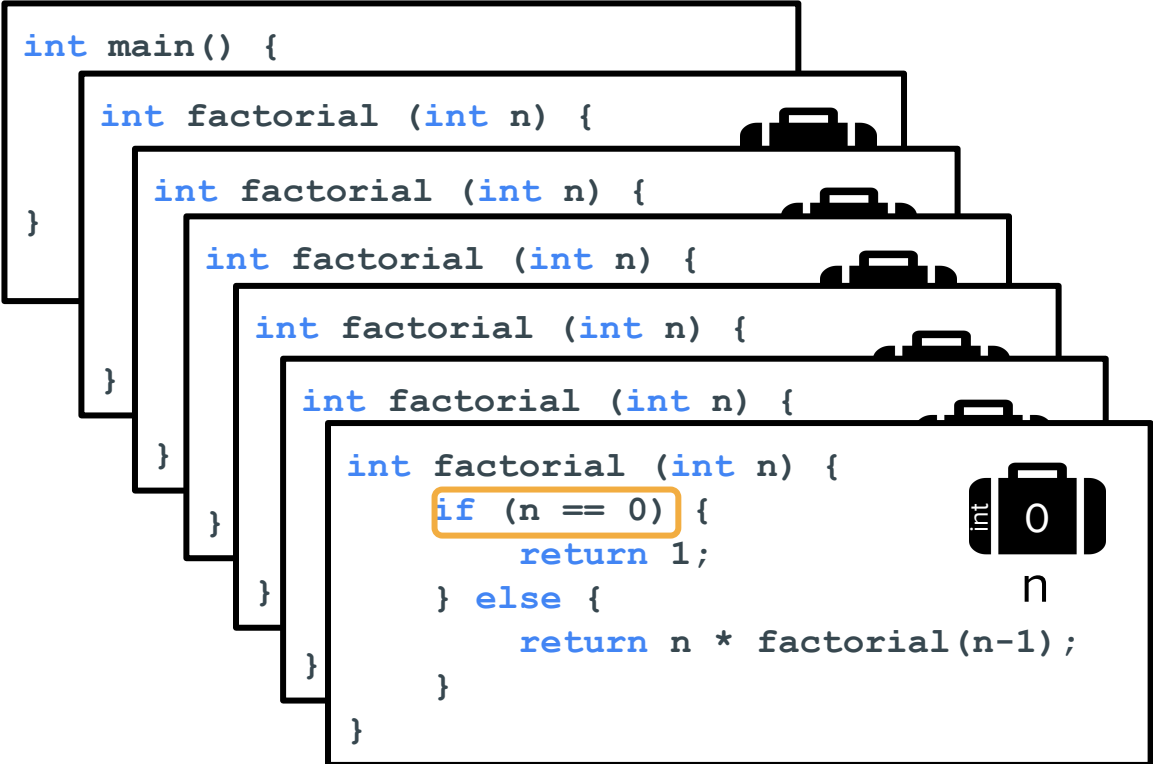 int main() {
int factorial (int n) {
int factorial (int n) {
}
int factorial (int n) {
int factorial (int n) {
}
int factorial (int n) {
}
int factorial (int n) {
if (n == 0) {
int
0
}
return 1;
n
}
} else {
return n * factorial(n-1);
}
}
}